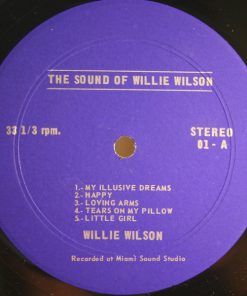 THE SOUND OF WILLIE WILSON
33 1/3 rpm.
STEREO
01 - A
1.- MY ILLUSIVE DREAMS
2.- HAPPY
3.- LOVING ARMS
4.- TEARS ON MY PILLOW
5.- LITTLE GIRL
WILLIE WILSON
Recorded at Miami Sound Studio